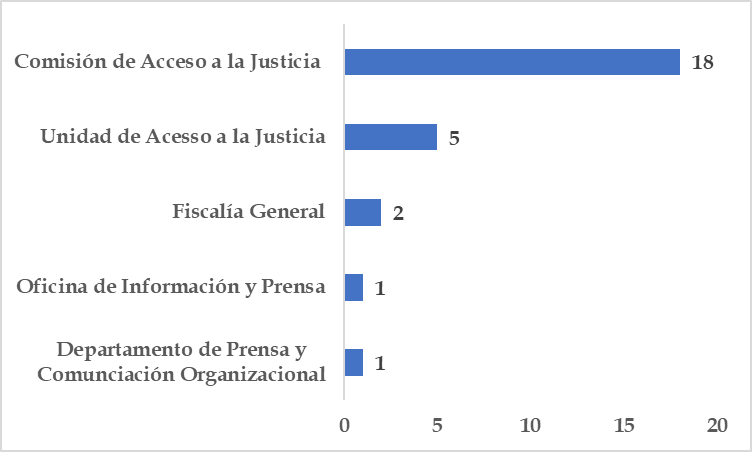 Comisión de Acceso a la Justicia 18
Unidad de Acesso a la Justicia 5
Fiscalía General 2
Oficina de Información y Prensa 1
Departamento de Prensa y
Comunciación Organizacional 1
0 5 10 15 20